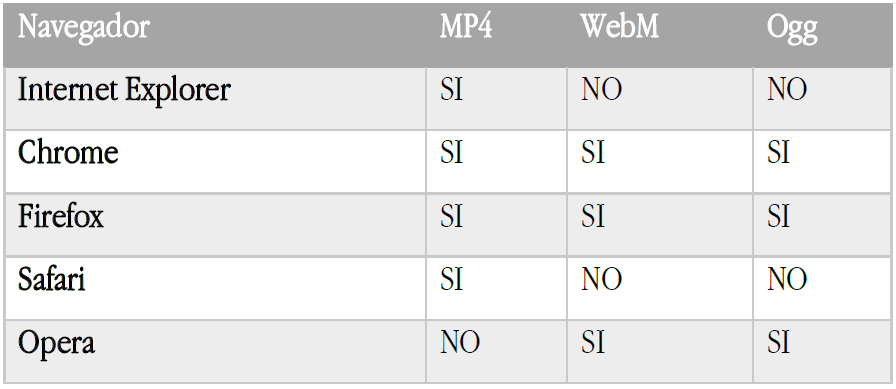 Navegador MP4 WebM Ogg
Internet Explorer SI NO NO
Chrome SI SI SI
Firefox SI SI SI
Safari SI NO NO
Opera NO SI SI